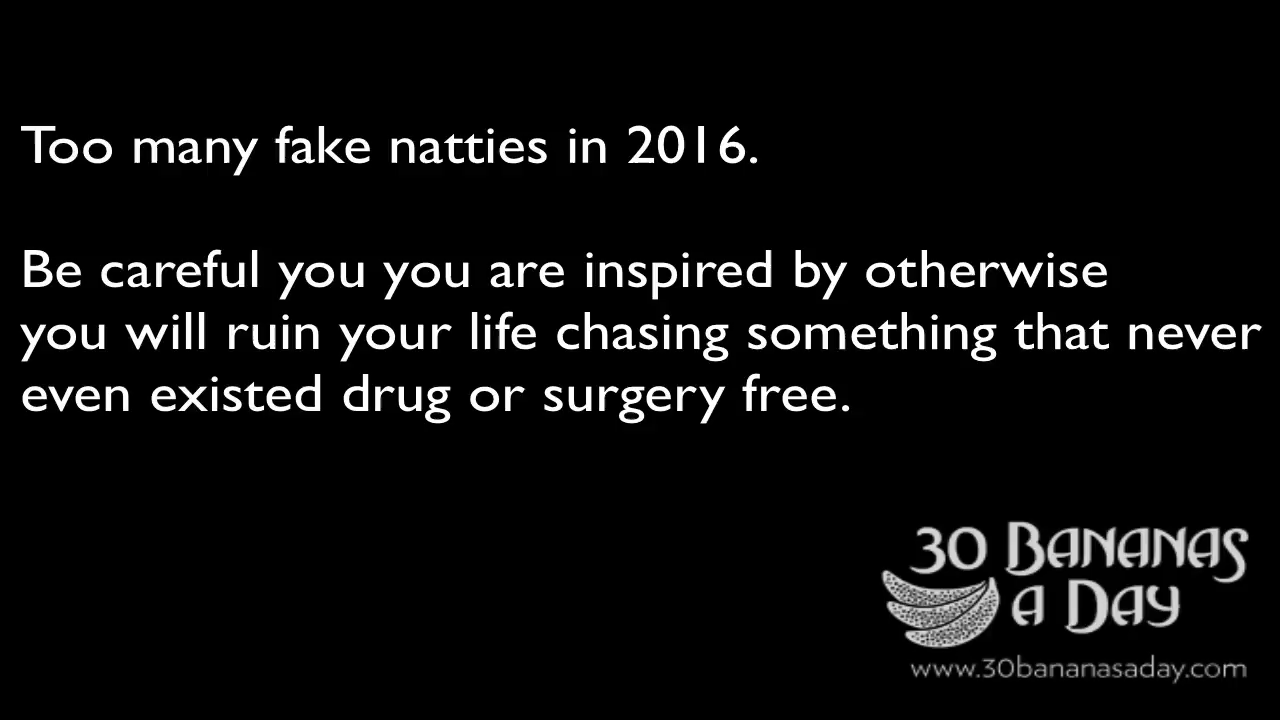 Too many fake natties in 2016.
Be careful you you are inspired by otherwise
you will ruin your life chasing something that never
even existed drug or surgery free.
30 BANANAS
A DAY
www.30bananasaday.com